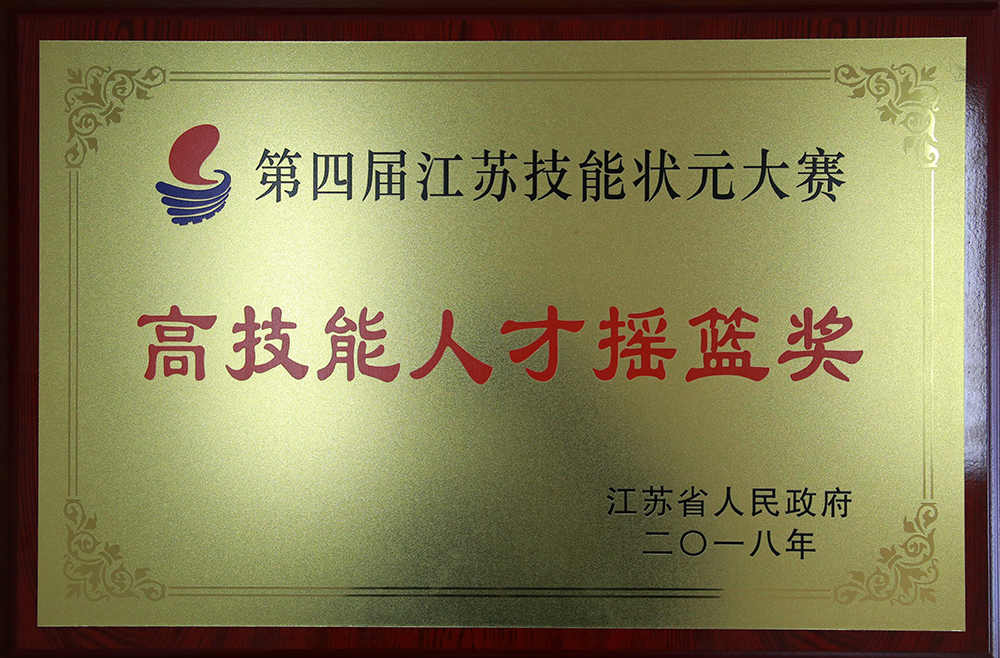 第四届江苏技能状元大赛
高技能人才摇篮奖
江苏省人民政府
二〇一八年